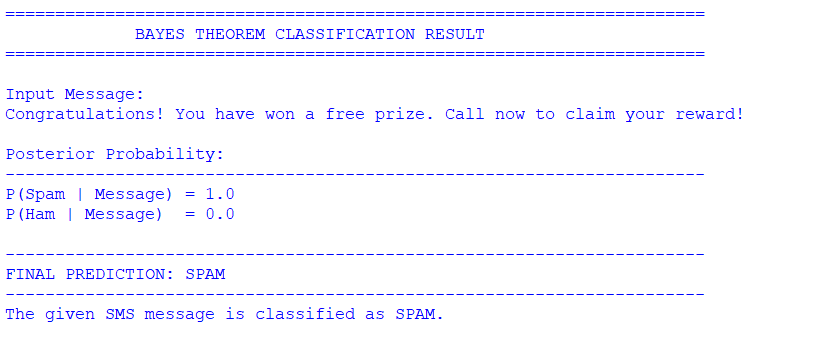 ======================================================================
             BAYES THEOREM CLASSIFICATION RESULT
======================================================================
Input Message:
Congratulations! You have won a free prize. Call now to claim your reward!
Posterior Probability:
----------------------------------------------------------------------
P(Spam | Message) = 1.0
P(Ham | Message)  = 0.0
----------------------------------------------------------------------
FINAL PREDICTION: SPAM
----------------------------------------------------------------------
The given SMS message is classified as SPAM.